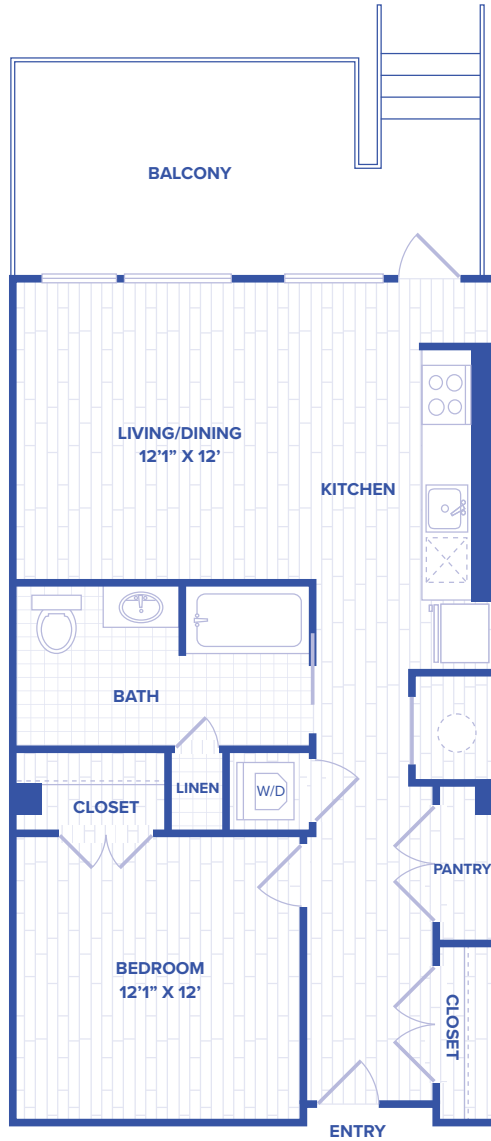 BALCONY
LIVING/DINING
12’1” X 12’
KITCHEN
BATH
LINEN
W/D
CLOSET
PANTRY
BEDROOM
12’1” X 12’
CLOSET
ENTRY